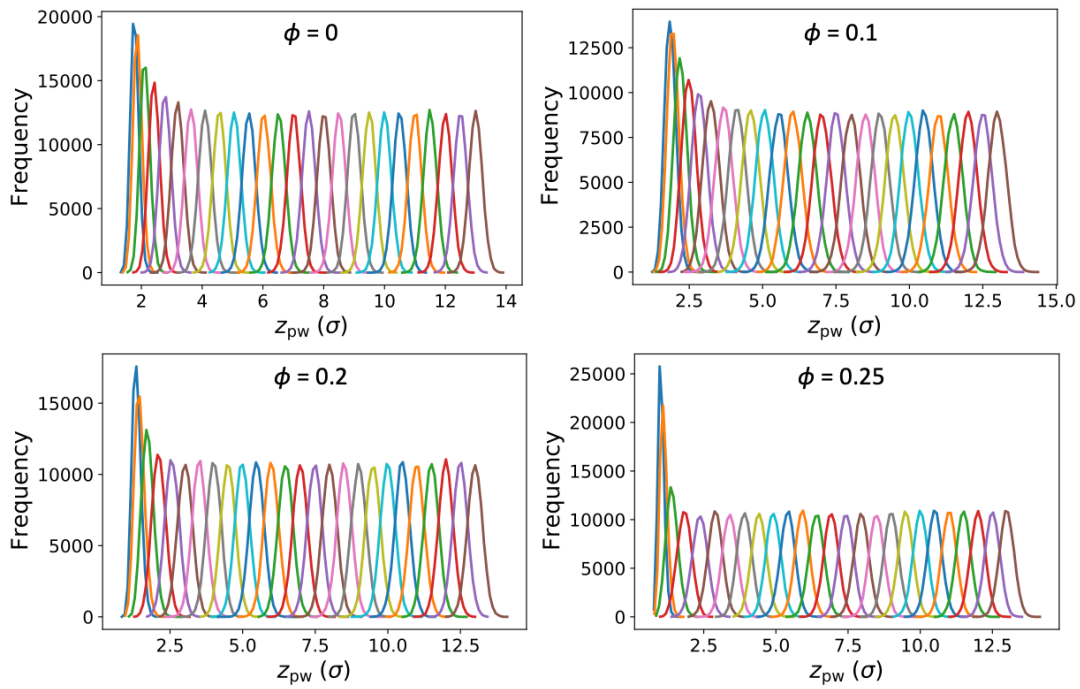 ϕ = 0
Frequency
20000
15000
10000
5000
0
2 4 6 8 10 12 14
z_pw (σ)
ϕ = 0.1
Frequency
12500
10000
7500
5000
2500
0
2.5 5.0 7.5 10.0 12.5 15.0
z_pw (σ)
ϕ = 0.2
Frequency
15000
10000
5000
0
2.5 5.0 7.5 10.0 12.5
z_pw (σ)
ϕ = 0.25
Frequency
25000
20000
15000
10000
5000
0
2.5 5.0 7.5 10.0 12.5
z_pw (σ)